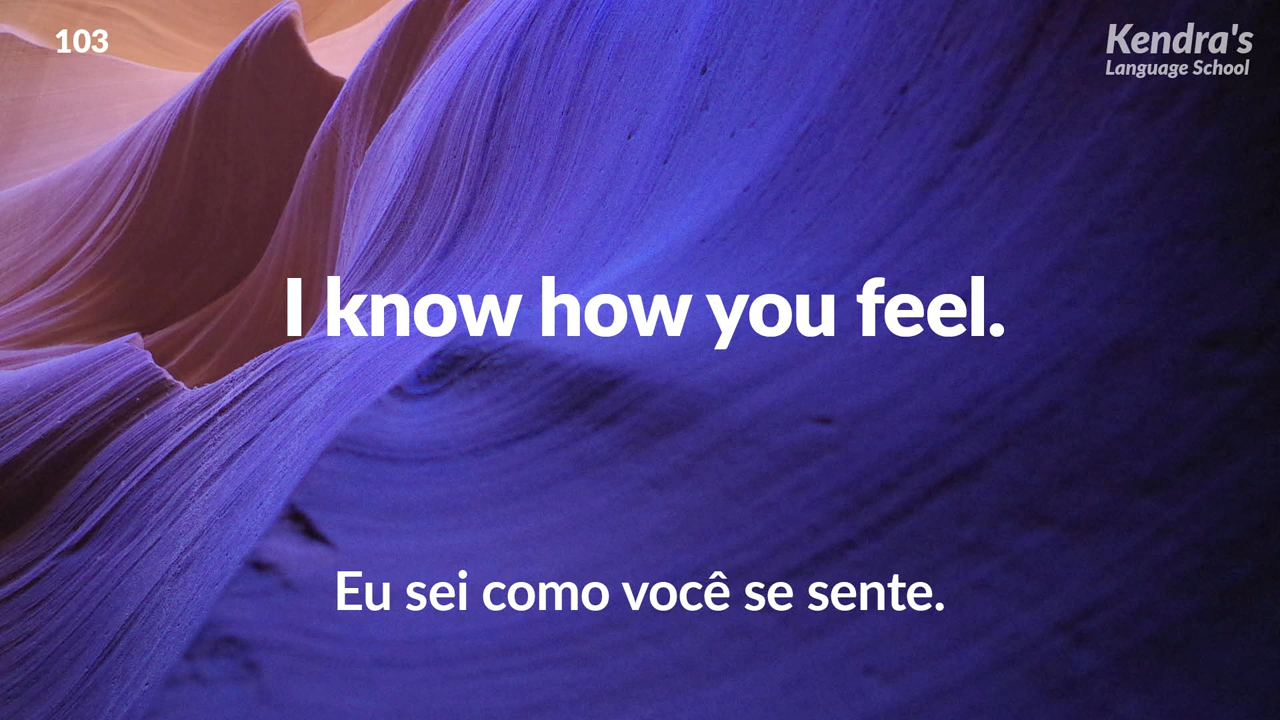 103
Kendra's
Language School
I know how you feel.
Eu sei como você se sente.